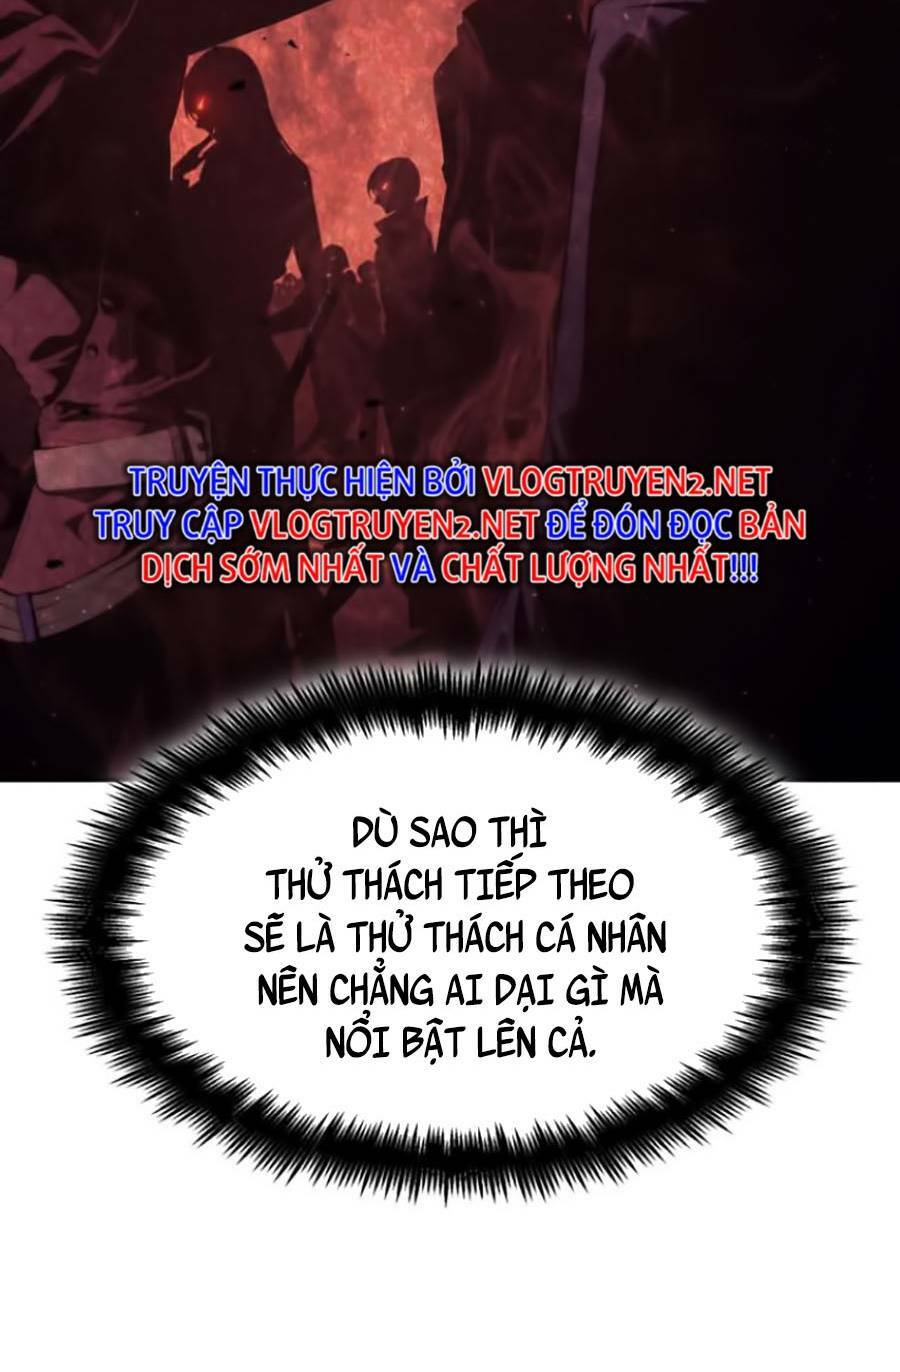 TRUYỆN THỰC HIỆN BỞI VLOGTRUYEN2.NET
TRUY CẬP VLOGTRUYEN2.NET ĐỂ ĐÓN ĐỌC BẢN
DỊCH SỚM NHẤT VÀ CHẤT LƯỢNG NHẤT!!!
DÙ SAO THÌ
THỬ THÁCH TIẾP THEO
SẼ LÀ THỬ THÁCH CÁ NHÂN
NÊN CHẲNG AI DẠI GÌ MÀ
NỔI BẬT LÊN CẢ.